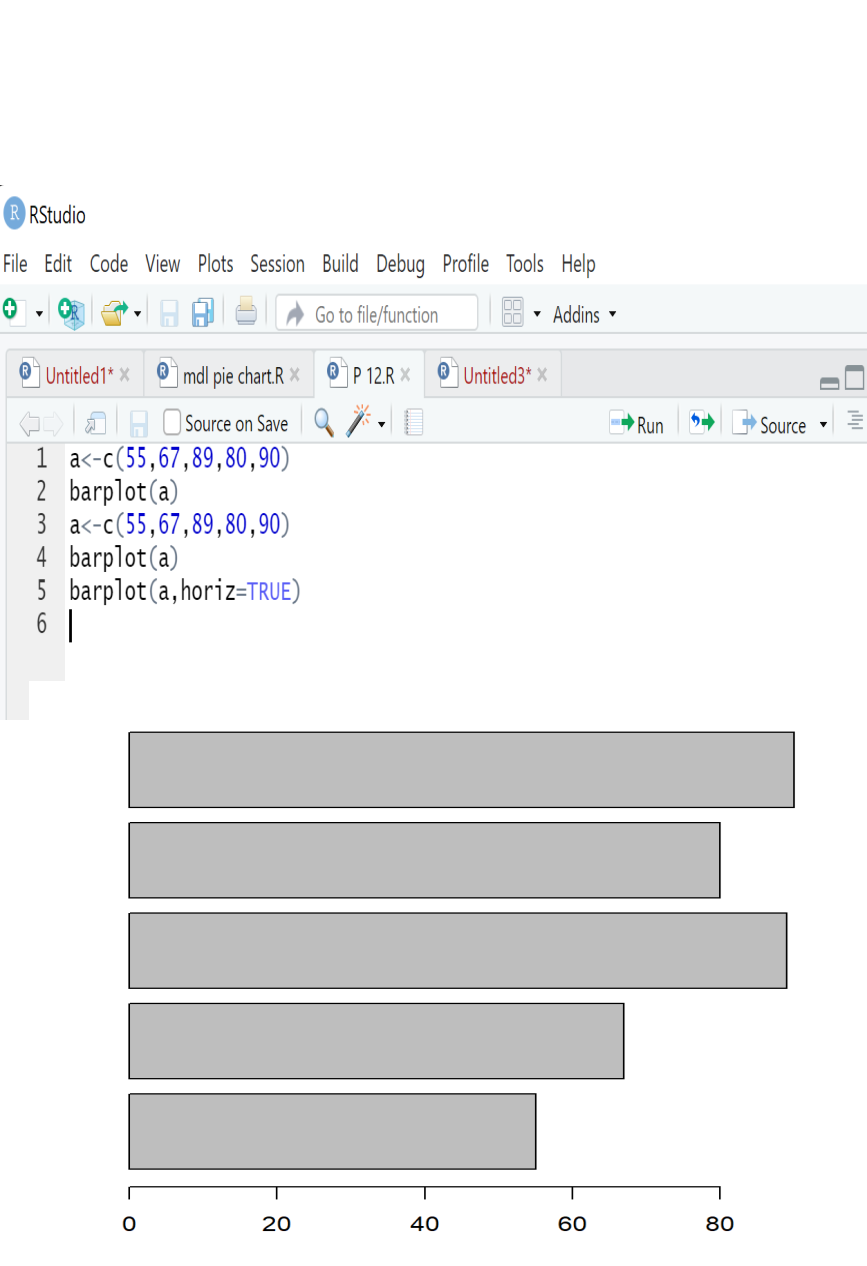 R RStudio
File Edit Code View Plots Session Build Debug Profile Tools Help
R Go to file/function Addins
R Untitled1* × R mdl pie chart.R × R P 12.R × R Untitled3* ×
Source on Save Run Source
1 a<-c(55,67,89,80,90)
2 barplot(a)
3 a<-c(55,67,89,80,90)
4 barplot(a)
5 barplot(a,horiz=TRUE)
6
0 20 40 60 80